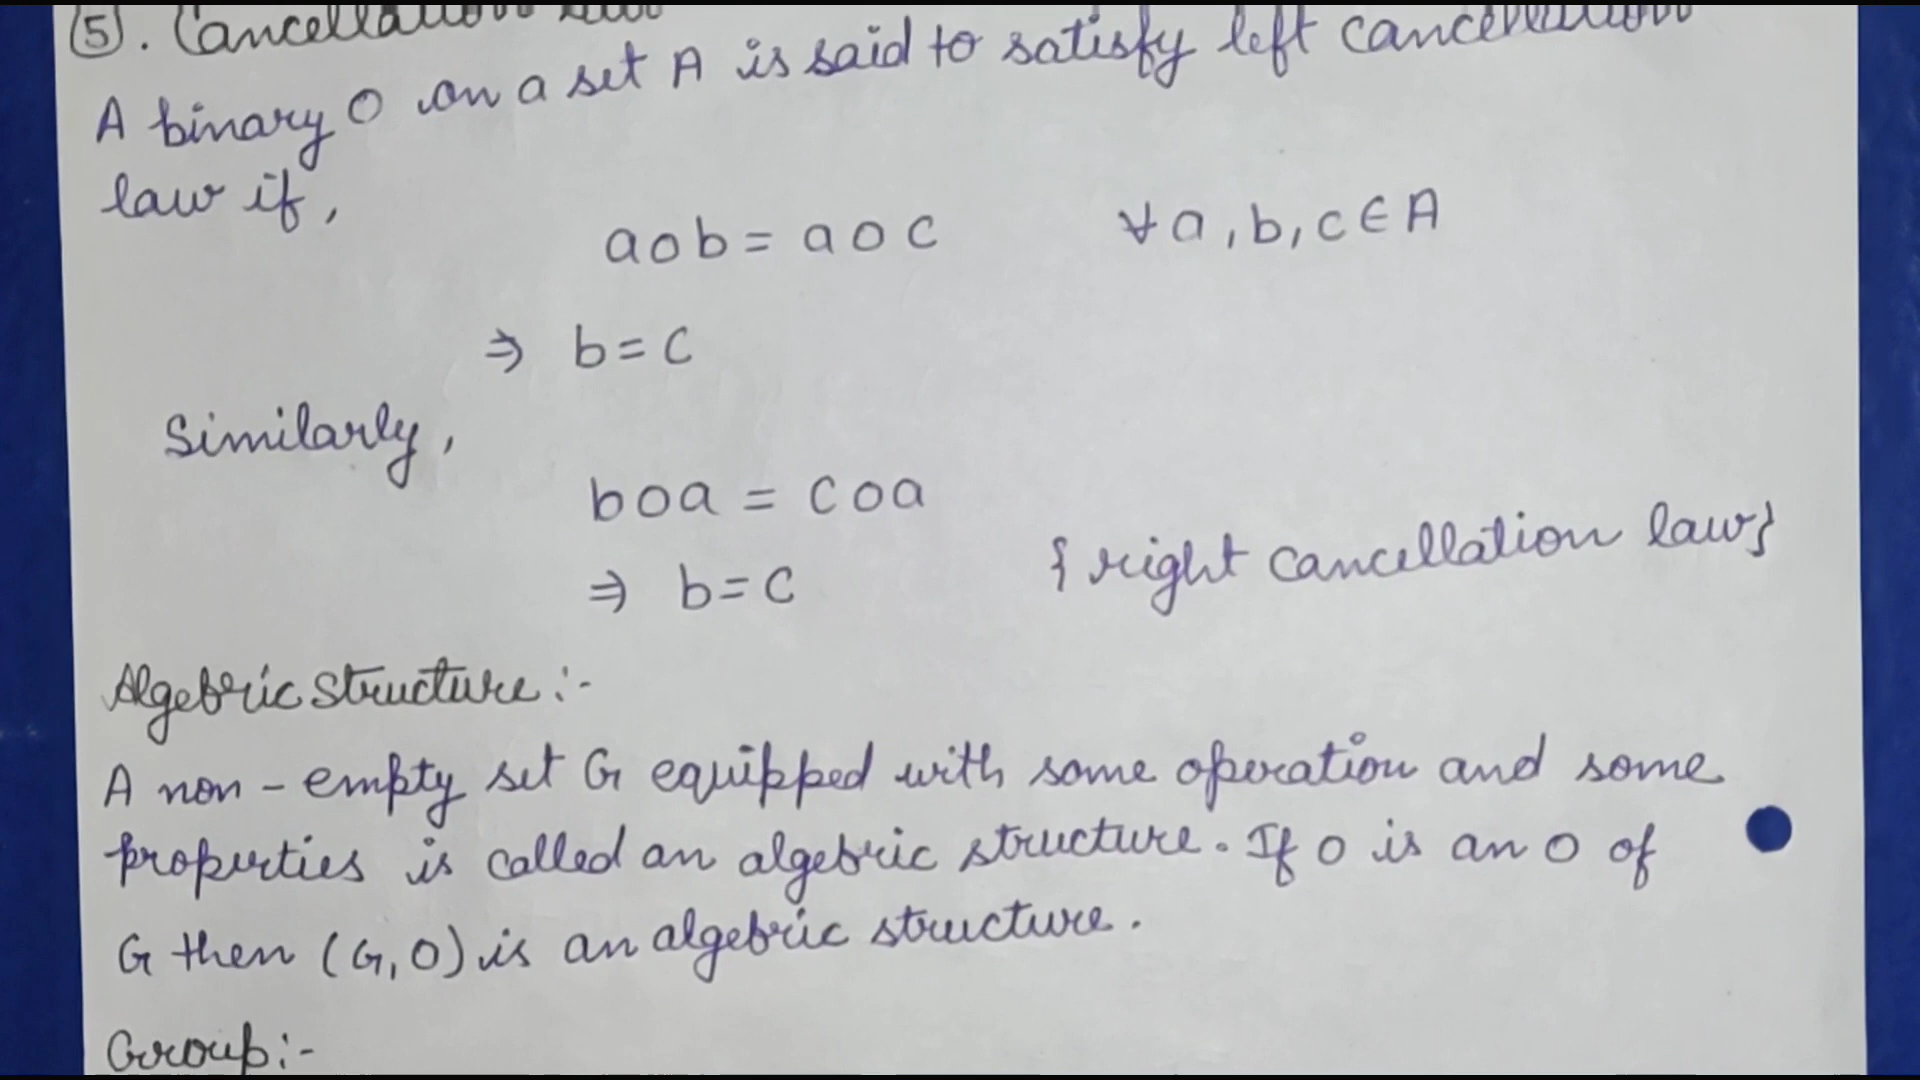 ⑤. Cancellation law
A binary O on a set A is said to satisfy left cancellation
law if,
aob = aoc ∀ a, b, c ∈ A
⇒ b = c
Similarly,
boa = coa
⇒ b = c {right cancellation law}
Algebric structure :-
A non-empty set G equipped with some operation and some
properties is called an algebric structure. If o is an O of
G then (G, O) is an algebric structure.
Group :-